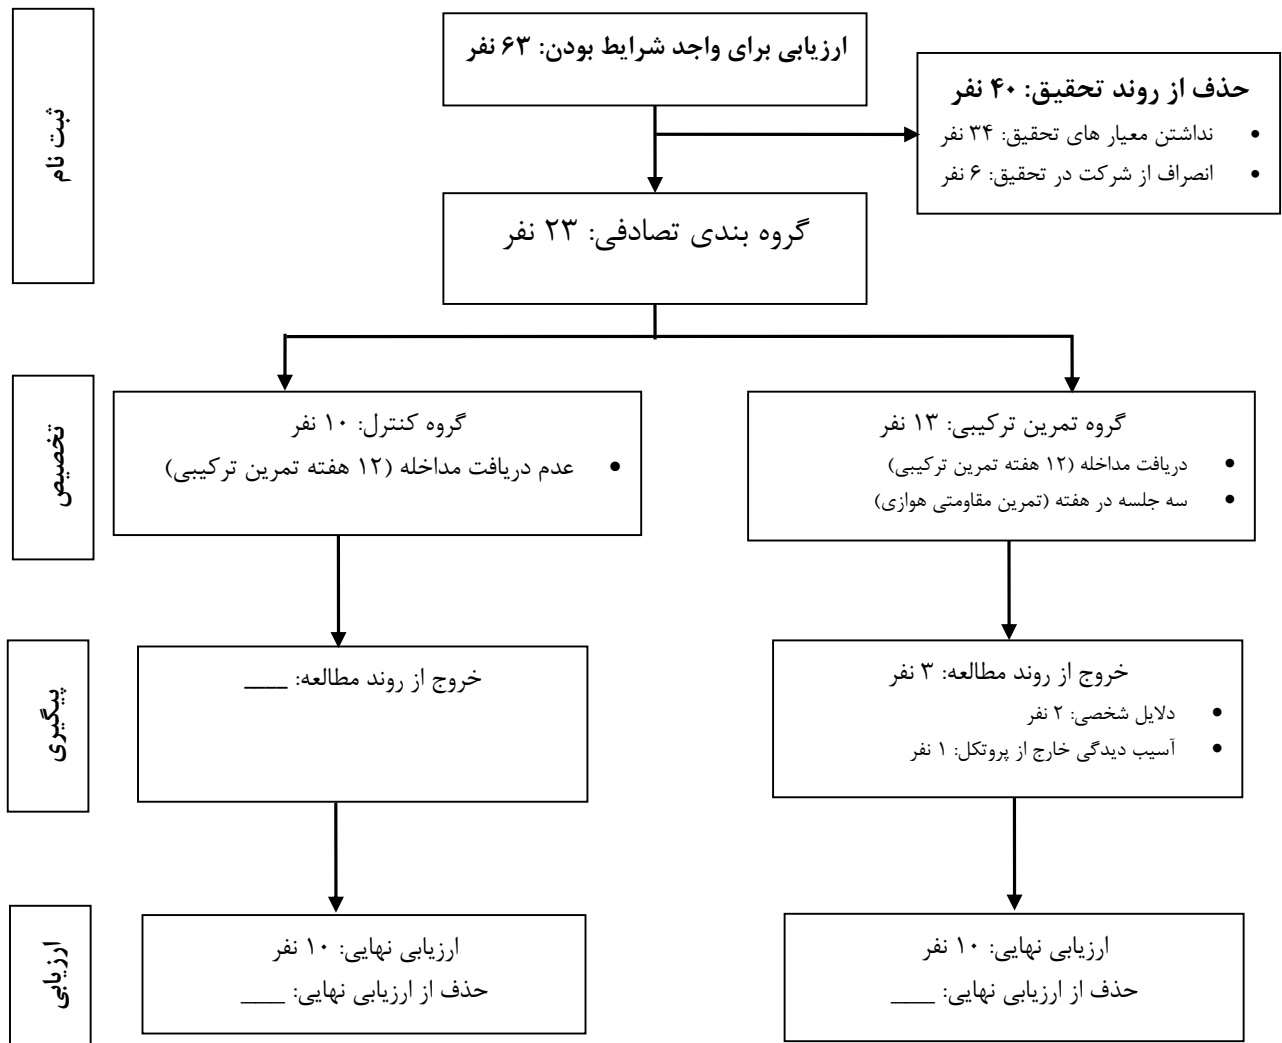 ثبت نام
ارزیابی برای واجد شرایط بودن: ۶۳ نفر
حذف از روند تحقیق: ۴۰ نفر
• نداشتن معیار های تحقیق: ۳۴ نفر
• انصراف از شرکت در تحقیق: ۶ نفر
گروه بندی تصادفی: ۲۳ نفر
تخصیص
گروه تمرین ترکیبی: ۱۳ نفر
• دریافت مداخله (۱۲ هفته تمرین ترکیبی)
• سه جلسه در هفته (تمرین مقاومتی هوازی)
گروه کنترل: ۱۰ نفر
• عدم دریافت مداخله (۱۲ هفته تمرین ترکیبی)
پیگیری
خروج از روند مطالعه: ۳ نفر
• دلایل شخصی: ۲ نفر
• آسیب دیدگی خارج از پروتکل: ۱ نفر
خروج از روند مطالعه: ____
ارزیابی
ارزیابی نهایی: ۱۰ نفر
حذف از ارزیابی نهایی: ____
ارزیابی نهایی: ۱۰ نفر
حذف از ارزیابی نهایی: ____